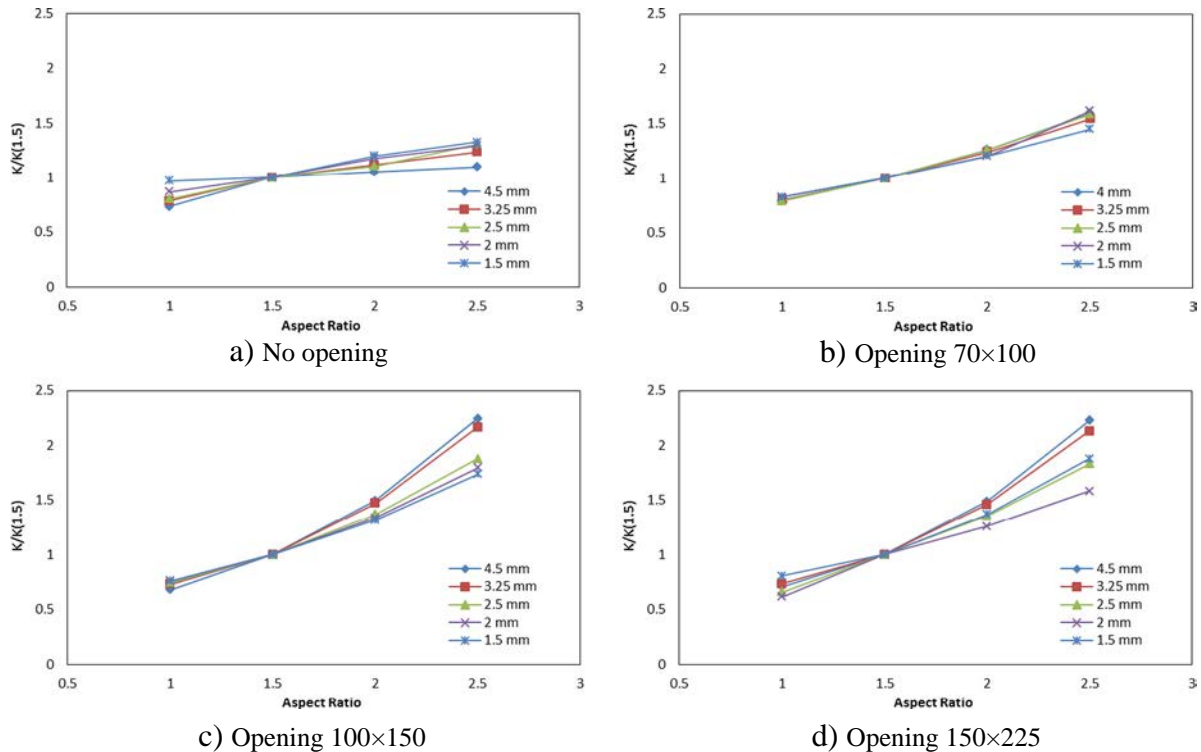 2.5
2
1.5
1
0.5
0
K/K(1.5)
0.5 1 1.5 2 2.5 3
Aspect Ratio
4.5 mm
3.25 mm
2.5 mm
2 mm
1.5 mm
a) No opening
2.5
2
1.5
1
0.5
0
K/K(1.5)
0.5 1 1.5 2 2.5 3
Aspect Ratio
4 mm
3.25 mm
2.5 mm
2 mm
1.5 mm
b) Opening 70×100
2.5
2
1.5
1
0.5
0
K/K(1.5)
0.5 1 1.5 2 2.5 3
Aspect Ratio
4.5 mm
3.25 mm
2.5 mm
2 mm
1.5 mm
c) Opening 100×150
2.5
2
1.5
1
0.5
0
K/K(1.5)
0.5 1 1.5 2 2.5 3
Aspect Ratio
4.5 mm
3.25 mm
2.5 mm
2 mm
1.5 mm
d) Opening 150×225